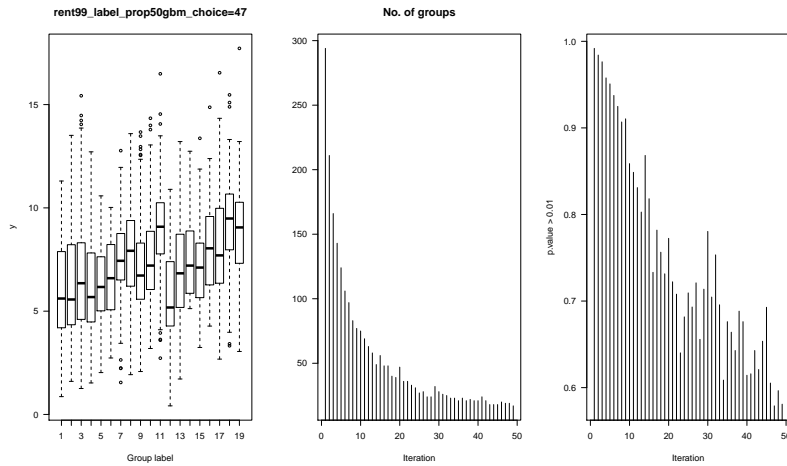 rent99_label_prop50gbm_choice=47
15
10
5
0
y
1 3 5 7 9 11 13 15 17 19
Group label
No. of groups
300
250
200
150
100
50
0 10 20 30 40 50
Iteration
1.0
0.9
0.8
0.7
0.6
p.value > 0.01
0 10 20 30 40 50
Iteration